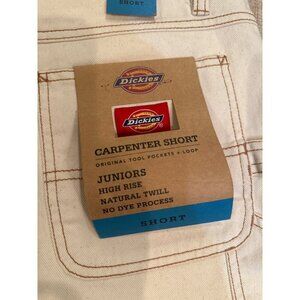 SHORT
Dickies
Dickies
CARPENTER SHORT
ORIGINAL TOOL POCKETS + LOOP
JUNIORS
HIGH RISE
NATURAL TWILL
NO DYE PROCESS
SHORT